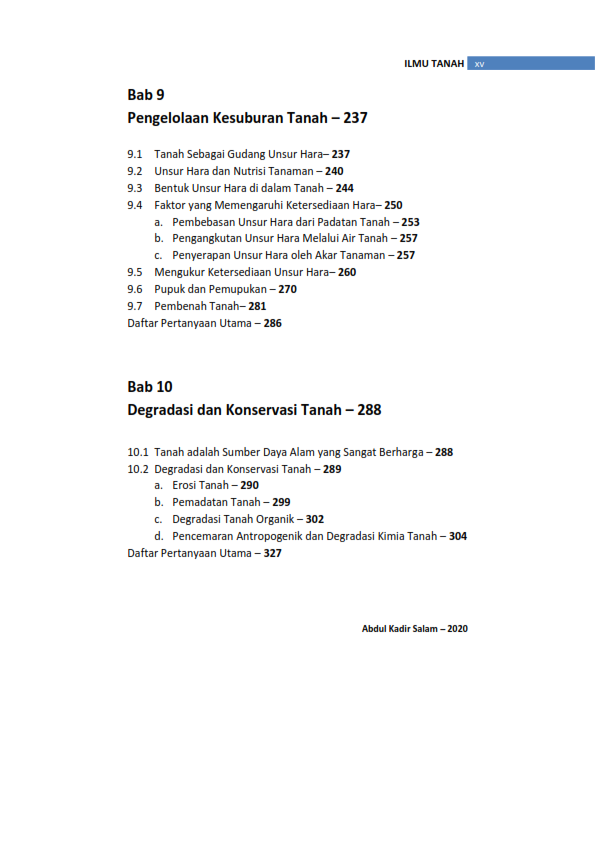 ILMU TANAH xv
Bab 9
Pengelolaan Kesuburan Tanah – 237
9.1 Tanah Sebagai Gudang Unsur Hara– 237
9.2 Unsur Hara dan Nutrisi Tanaman – 240
9.3 Bentuk Unsur Hara di dalam Tanah – 244
9.4 Faktor yang Memengaruhi Ketersediaan Hara– 250
a. Pembebasan Unsur Hara dari Padatan Tanah – 253
b. Pengangkutan Unsur Hara Melalui Air Tanah – 257
c. Penyerapan Unsur Hara oleh Akar Tanaman – 257
9.5 Mengukur Ketersediaan Unsur Hara– 260
9.6 Pupuk dan Pemupukan – 270
9.7 Pembenah Tanah– 281
Daftar Pertanyaan Utama – 286
Bab 10
Degradasi dan Konservasi Tanah – 288
10.1 Tanah adalah Sumber Daya Alam yang Sangat Berharga – 288
10.2 Degradasi dan Konservasi Tanah – 289
a. Erosi Tanah – 290
b. Pemadatan Tanah – 299
c. Degradasi Tanah Organik – 302
d. Pencemaran Antropogenik dan Degradasi Kimia Tanah – 304
Daftar Pertanyaan Utama – 327
Abdul Kadir Salam – 2020